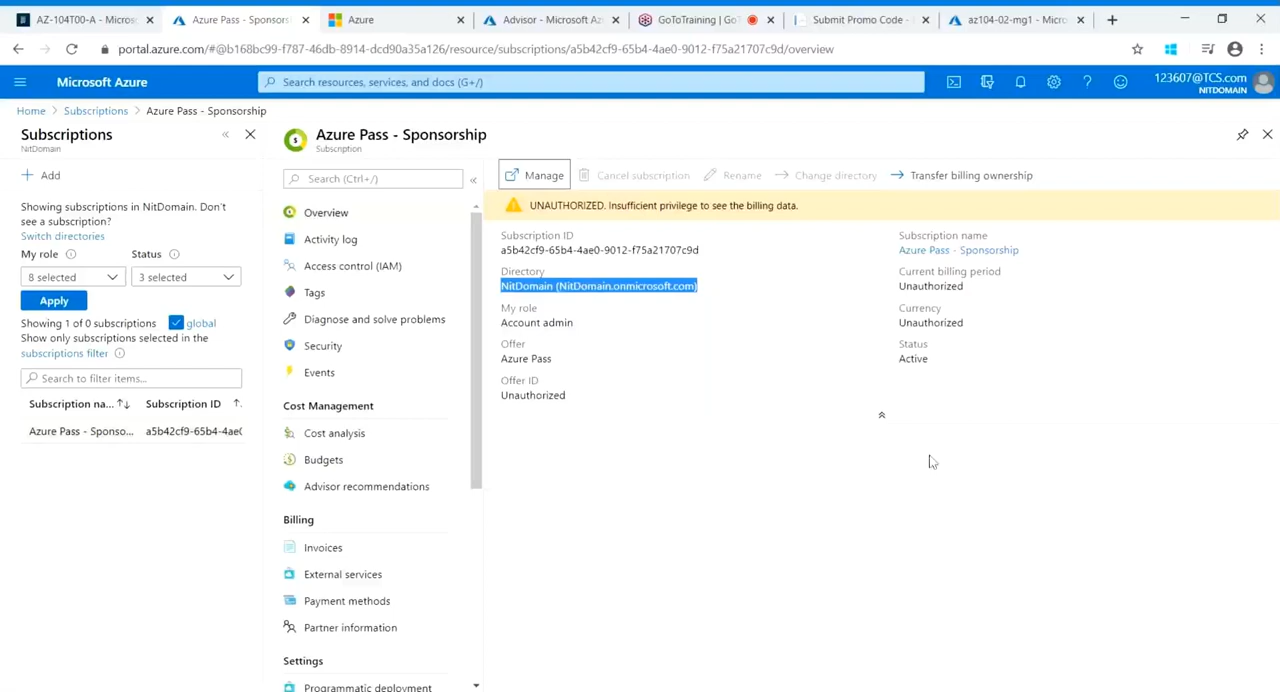 AZ-104T00-A - Micros
Azure Pass - Sponsors
Azure
Advisor - Microsoft Az
GoToTraining | Go
Submit Promo Code -
az104-02-mg1 - Micro
portal.azure.com/#@b168bc99-f787-46db-8914-dcd90a35a126/resource/subscriptions/a5b42cf9-65b4-4ae0-9012-f75a21707c9d/overview
Microsoft Azure
Search resources, services, and docs (G+/)
123607@TCS.com
NITDOMAIN
Home > Subscriptions > Azure Pass - Sponsorship
Subscriptions
NitDomain
Add
Showing subscriptions in NitDomain. Don't
see a subscription?
Switch directories
My role
Status
8 selected
3 selected
Apply
Showing 1 of 0 subscriptions
global
Show only subscriptions selected in the
subscriptions filter
Search to filter items...
Subscription na...
Subscription ID
Azure Pass - Sponso...
a5b42cf9-65b4-4ae(
Azure Pass - Sponsorship
Subscription
Search (Ctrl+/)
Overview
Activity log
Access control (IAM)
Tags
Diagnose and solve problems
Security
Events
Cost Management
Cost analysis
Budgets
Advisor recommendations
Billing
Invoices
External services
Payment methods
Partner information
Settings
Programmatic deployment
Manage
Cancel subscription
Rename
Change directory
Transfer billing ownership
UNAUTHORIZED. Insufficient privilege to see the billing data.
Subscription ID
a5b42cf9-65b4-4ae0-9012-f75a21707c9d
Directory
NitDomain (NitDomain.onmicrosoft.com)
My role
Account admin
Offer
Azure Pass
Offer ID
Unauthorized
Subscription name
Azure Pass - Sponsorship
Current billing period
Unauthorized
Currency
Unauthorized
Status
Active